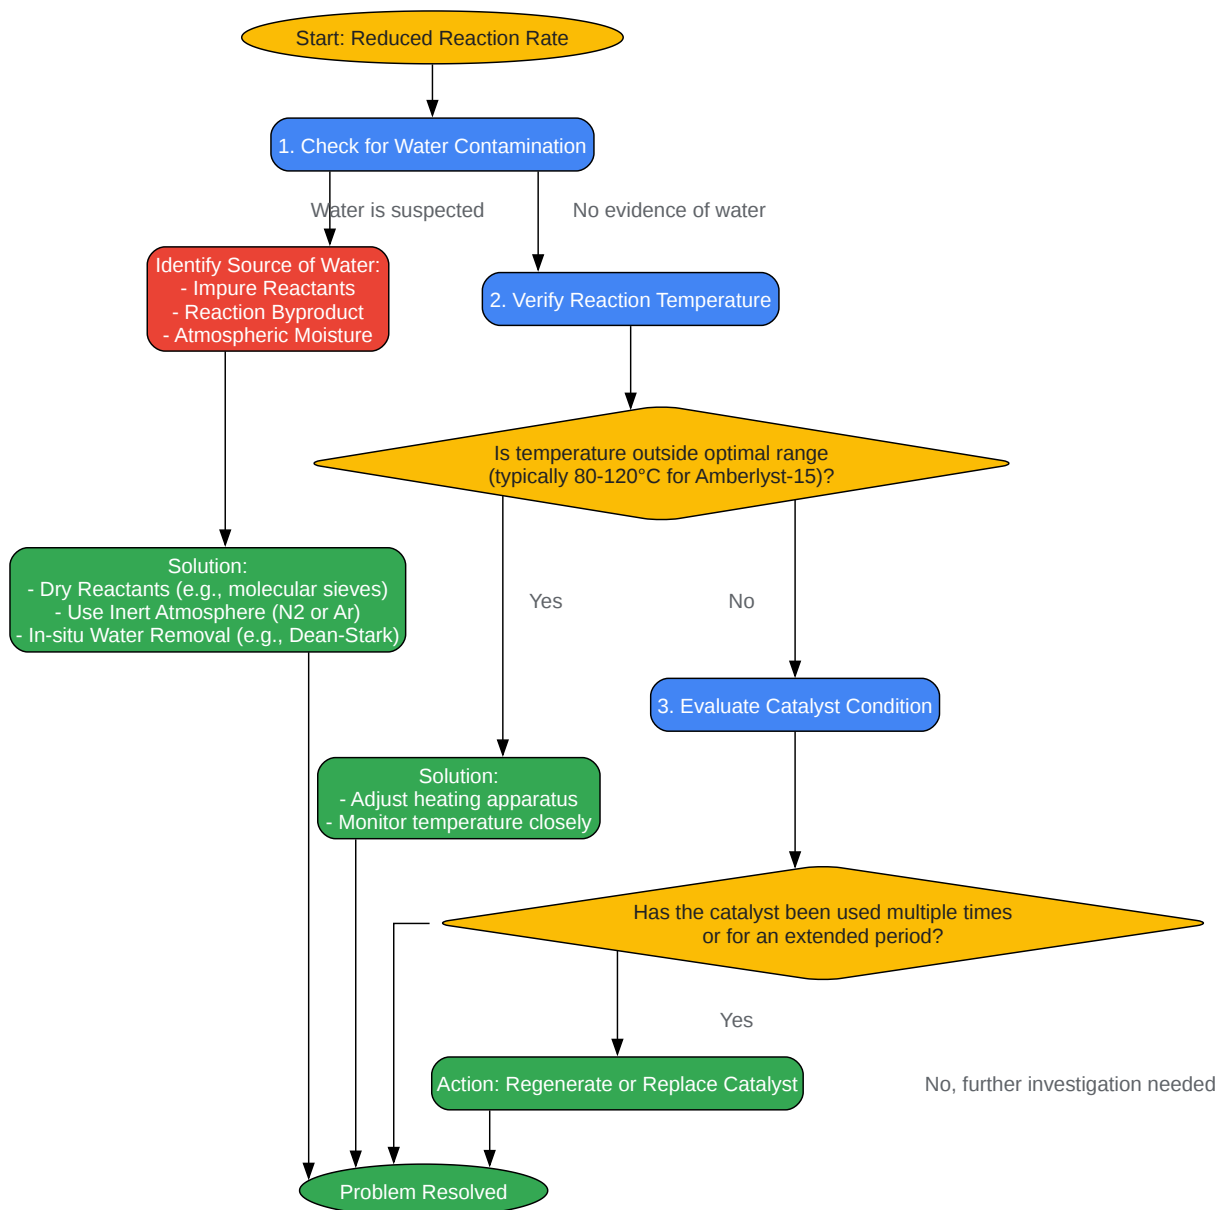 Start: Reduced Reaction Rate
1. Check for Water Contamination
Water is suspected
No evidence of water
Identify Source of Water:
- Impure Reactants
- Reaction Byproduct
- Atmospheric Moisture
2. Verify Reaction Temperature
Is temperature outside optimal range
(typically 80-120°C for Amberlyst-15)?
Solution:
- Dry Reactants (e.g., molecular sieves)
- Use Inert Atmosphere (N2 or Ar)
- In-situ Water Removal (e.g., Dean-Stark)
Yes
No
3. Evaluate Catalyst Condition
Solution:
- Adjust heating apparatus
- Monitor temperature closely
Has the catalyst been used multiple times
or for an extended period?
Yes
Action: Regenerate or Replace Catalyst
No, further investigation needed
Problem Resolved